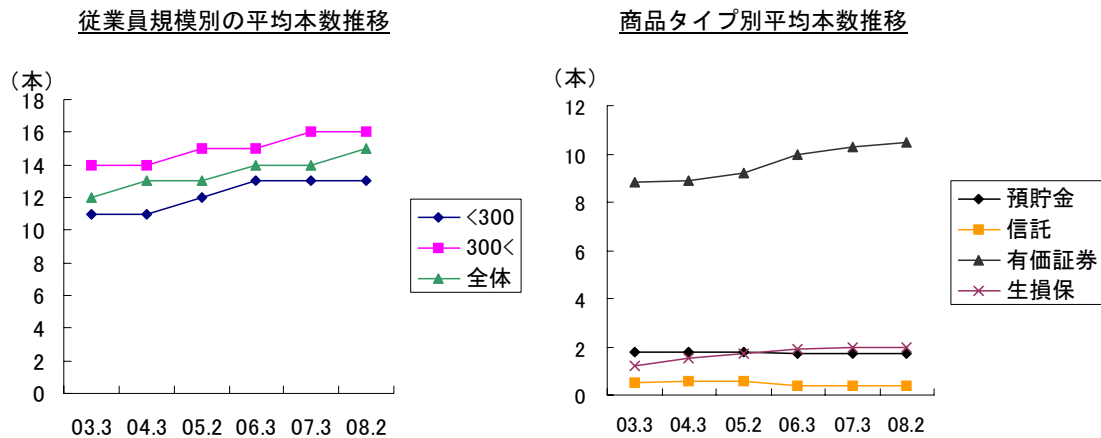 従業員規模別の平均本数推移
(本)
18
16
14
12
10
8
6
4
2
0
03.3 04.3 05.2 06.3 07.3 08.2
<300
300<
全体
商品タイプ別平均本数推移
(本)
12
10
8
6
4
2
0
03.3 04.3 05.2 06.3 07.3 08.2
預貯金
信託
有価証券
生損保